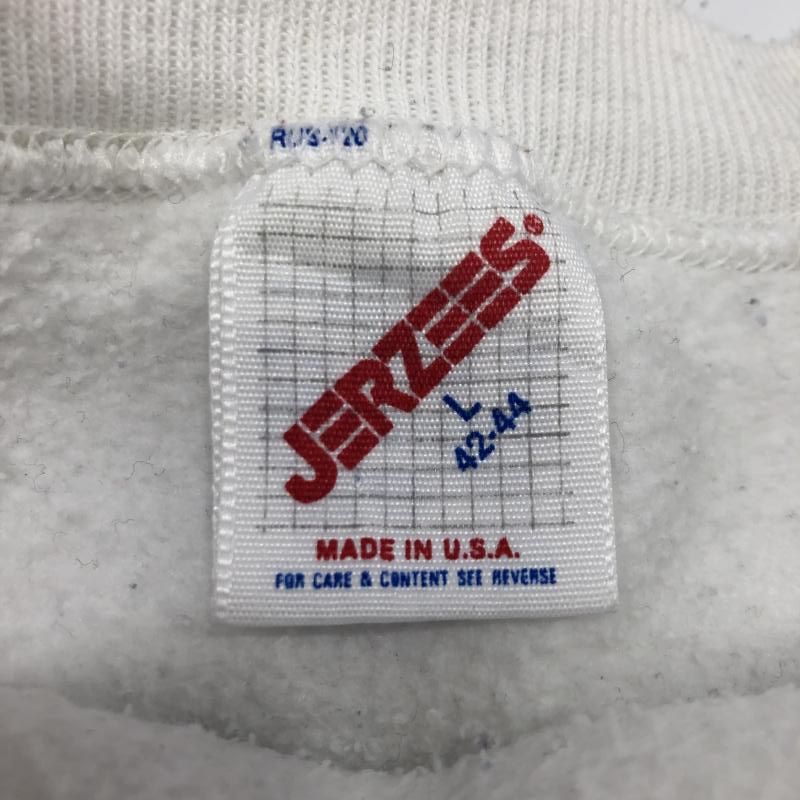 JERZEES®
L
42-44
MADE IN U.S.A.
FOR CARE & CONTENT SEE REVERSE